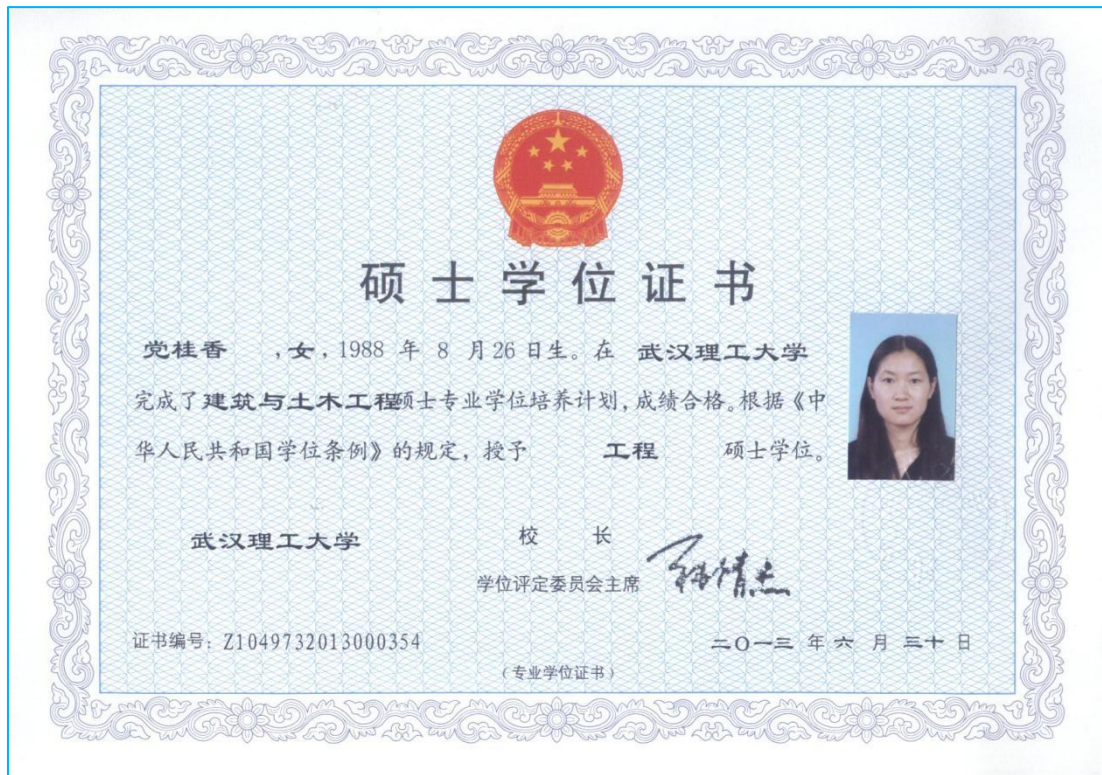 硕士学位证书
党桂香 ,女,1988 年 8 月26 日生。在 武汉理工大学
完成了建筑与土木工程硕士专业学位培养计划,成绩合格。根据《中
华人民共和国学位条例》的规定,授予 工程 硕士学位。
武汉理工大学
校 长
学位评定委员会主席
证书编号:Z1049732013000354
二〇一三 年 六 月 三十 日
(专业学位证书)